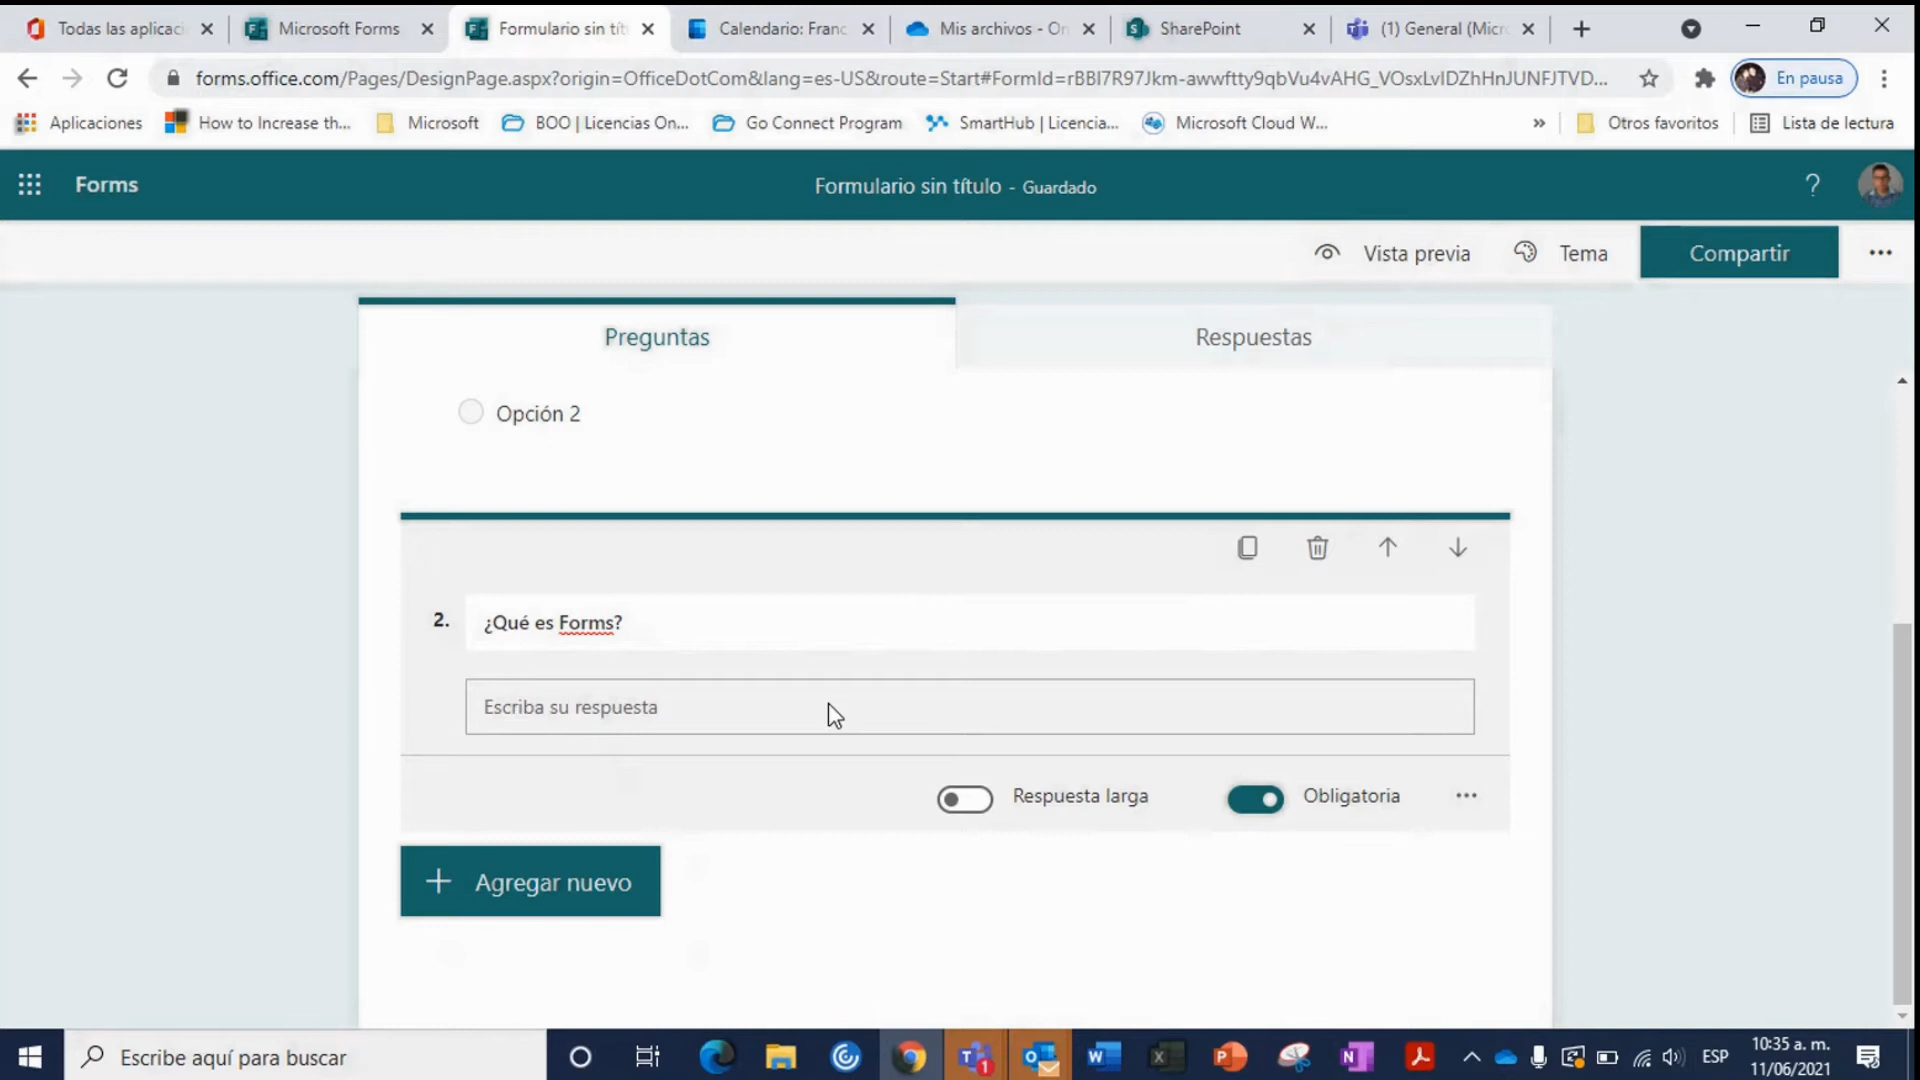 Todas las aplicaci
Microsoft Forms
Formulario sin tít
Calendario: Franc
Mis archivos - On
SharePoint
(1) General (Micr
forms.office.com/Pages/DesignPage.aspx?origin=OfficeDotCom&lang=es-US&route=Start#FormId=rBBI7R97Jkm-awwftty9qbVu4vAHG_VOsxLvIDZhHnJUNFJTVD...
En pausa
Aplicaciones
How to Increase th...
Microsoft
BOO | Licencias On...
Go Connect Program
SmartHub | Licencia...
Microsoft Cloud W...
»
Otros favoritos
Lista de lectura
Forms
Formulario sin título - Guardado
?
Vista previa
Tema
Compartir
Preguntas
Respuestas
Opción 2
2.
¿Qué es Forms?
Escriba su respuesta
Respuesta larga
Obligatoria
+ Agregar nuevo
Escribe aquí para buscar
1
ESP
10:35 a. m.
11/06/2021